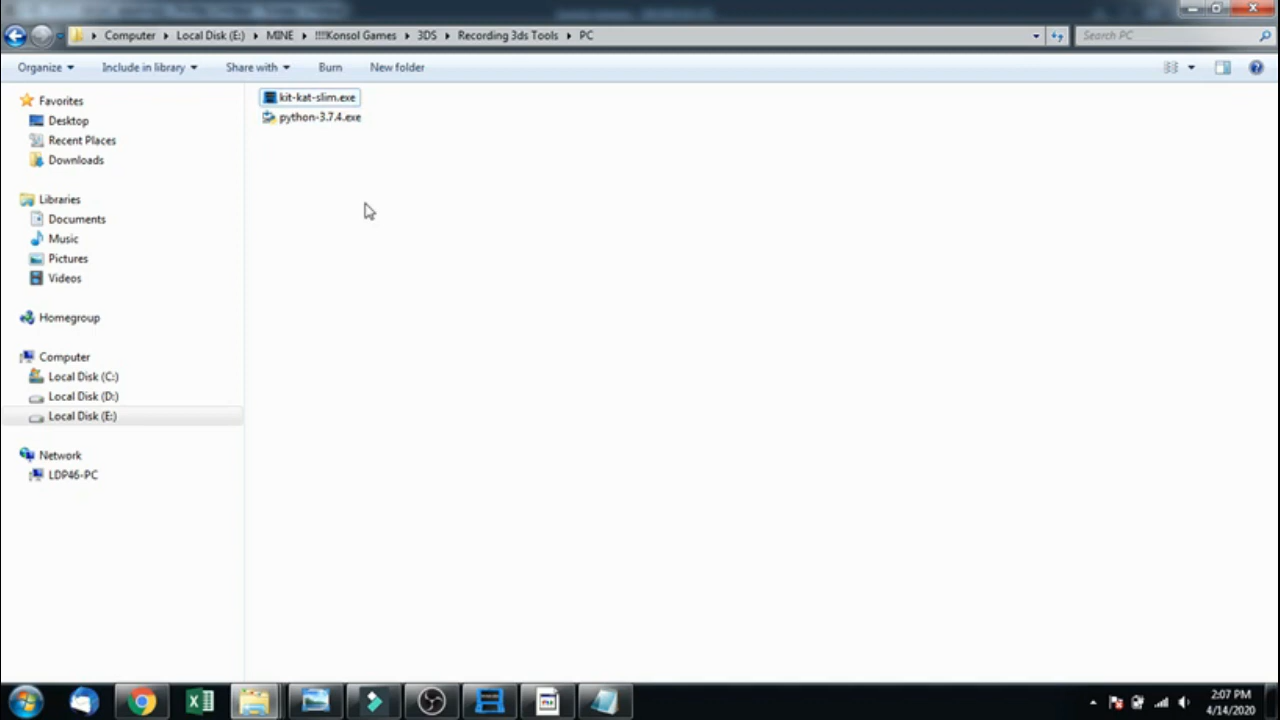 Computer Local Disk (E:) MINE !!!!Konsol Games 3DS Recording 3ds Tools PC Search PC
Organize Include in library Share with Burn New folder
Favorites
Desktop
Recent Places
Downloads
Libraries
Documents
Music
Pictures
Videos
Homegroup
Computer
Local Disk (C:)
Local Disk (D:)
Local Disk (E:)
Network
LDP46-PC
kit-kat-slim.exe
python-3.7.4.exe
2:07 PM
4/14/2020